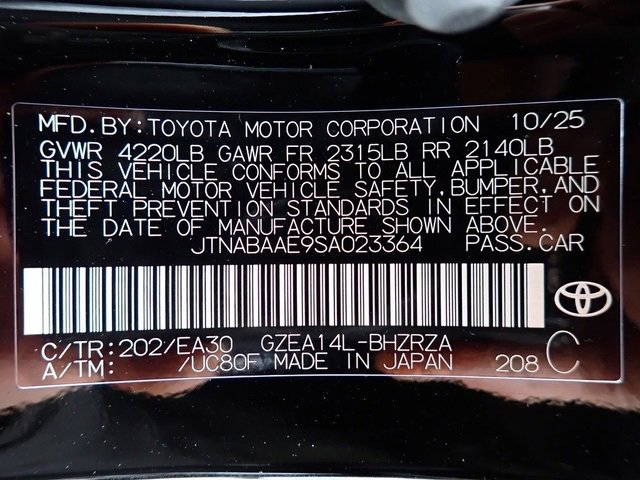 MFD.BY:TOYOTA MOTOR CORPORATION 10/25
GVWR 4220LB GAWR FR 2315LB RR 2140LB
THIS VEHICLE CONFORMS TO ALL APPLICABLE
FEDERAL MOTOR VEHICLE SAFETY,BUMPER,AND
THEFT PREVENTION STANDARDS IN EFFECT ON
THE DATE OF MANUFACTURE SHOWN ABOVE.
JTNABAAE9SA023364 PASS.CAR
C/TR:202/EA30 GZEA14L-BHZRZA C
A/TM: /UC80F MADE IN JAPAN 208